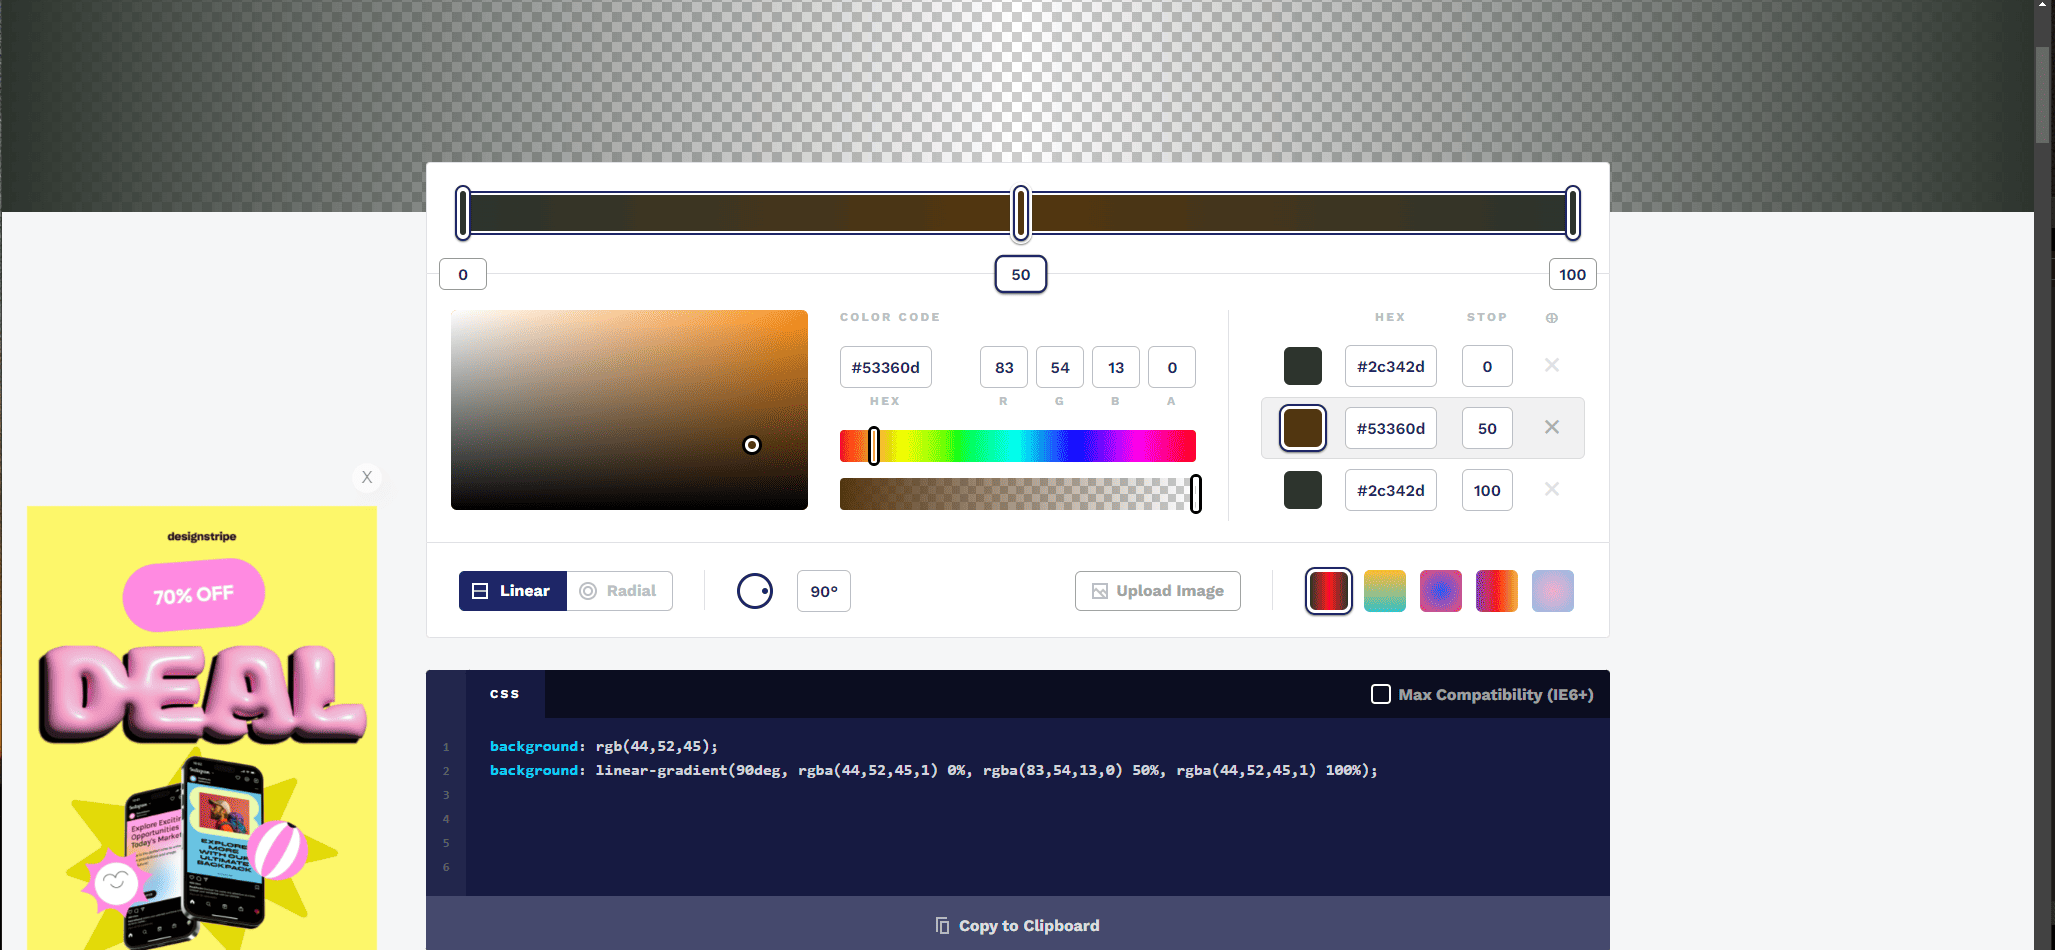 0
50
100
COLOR CODE
#53360d
83
54
13
0
HEX
R
G
B
A
HEX
STOP
#2c342d
0
#53360d
50
#2c342d
100
X
designstripe
70% OFF
DEAL
Explore Exciting
Opportunities
Today's Market
EXPLORE
MORE
WITH OUR
ULTIMATE
BACKPACK
Linear
Radial
90°
Upload Image
CSS
Max Compatibility (IE6+)
1
background: rgb(44,52,45);
2
background: linear-gradient(90deg, rgba(44,52,45,1) 0%, rgba(83,54,13,0) 50%, rgba(44,52,45,1) 100%);
3
4
5
6
Copy to Clipboard